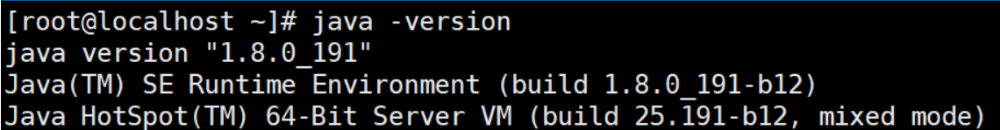 [root@localhost ~]# java -version
java version "1.8.0_191"
Java(TM) SE Runtime Environment (build 1.8.0_191-b12)
Java HotSpot(TM) 64-Bit Server VM (build 25.191-b12, mixed mode)